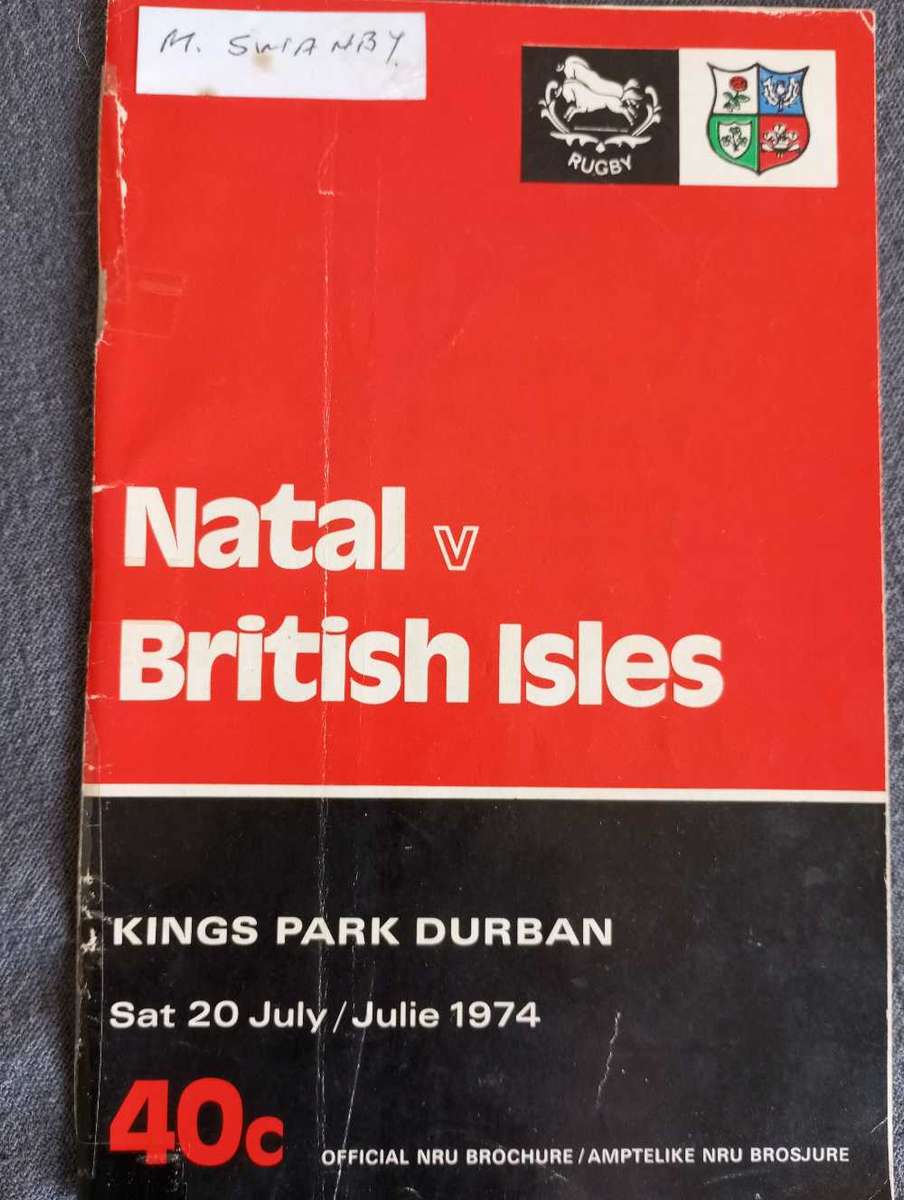 M. SWANBY
RUGBY
Natal v
British Isles
KINGS PARK DURBAN
Sat 20 July / Julie 1974
40c
OFFICIAL NRU BROCHURE / AMPTELIKE NRU BROSJURE